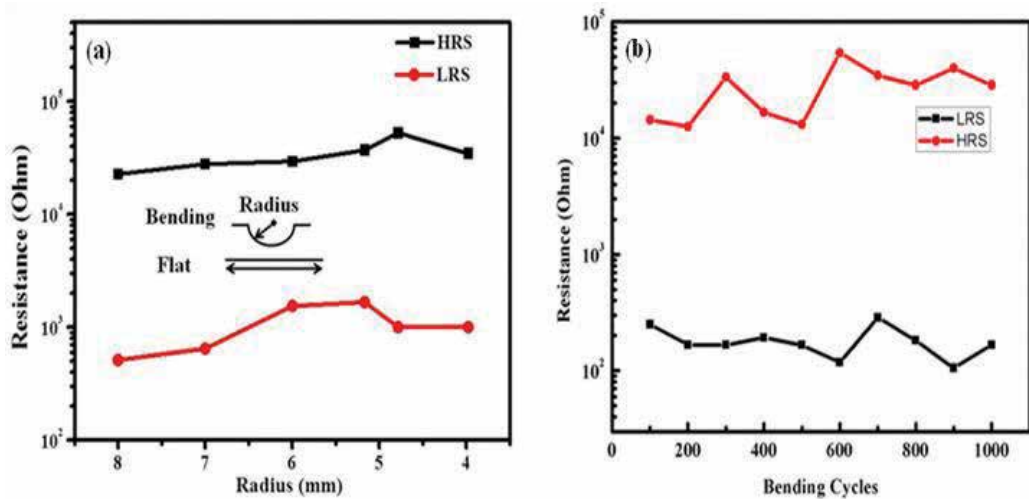 (a)
HRS
LRS
Resistance (Ohm)
10^5
10^4
10^3
10^2
Bending
Radius
Flat
8 7 6 5 4
Radius (mm)
(b)
LRS
HRS
Resistance (Ohm)
10^5
10^4
10^3
10^2
0 200 400 600 800 1000
Bending Cycles